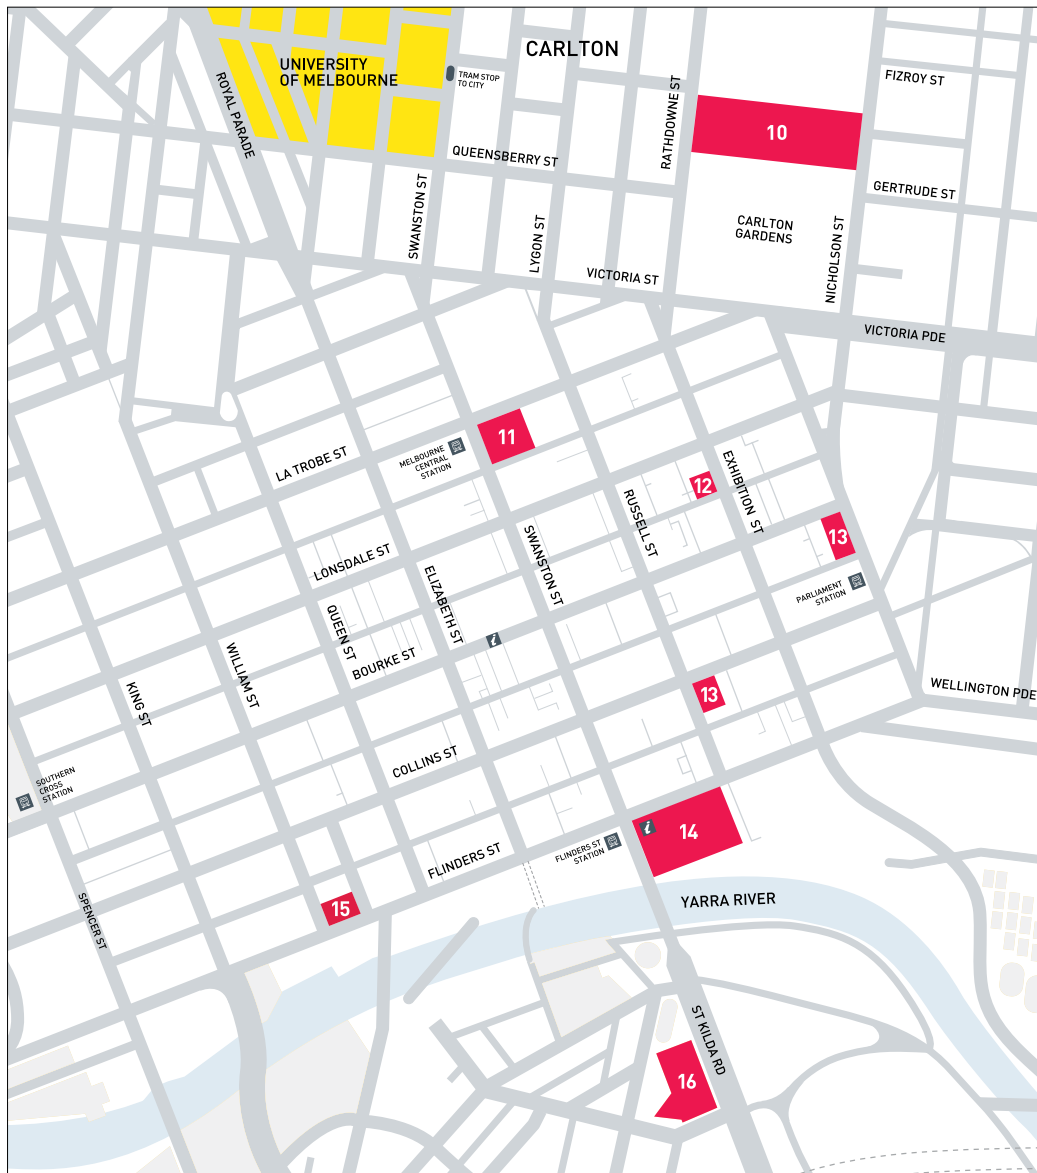 CARLTON
UNIVERSITY
OF MELBOURNE
TRAM STOP
TO CITY
FIZROY ST
ROYAL PARADE
RATHDOWNE ST
10
QUEENSBERRY ST
GERTRUDE ST
SWANSTON ST
LYGON ST
CARLTON
GARDENS
NICHOLSON ST
VICTORIA ST
VICTORIA PDE
11
MELBOURNE
CENTRAL
STATION
LA TROBE ST
EXHIBITION ST
12
RUSSELL ST
13
SWANSTON ST
LONSDALE ST
ELIZABETH ST
PARLIAMENT
STATION
QUEEN ST
i
BOURKE ST
WILLIAM ST
KING ST
13
WELLINGTON PDE
COLLINS ST
SOUTHERN
CROSS
STATION
i
14
FLINDERS ST
STATION
FLINDERS ST
15
SPENCER ST
YARRA RIVER
ST KILDA RD
16